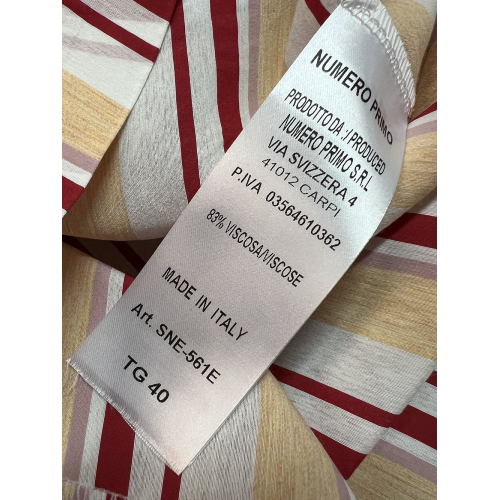 NUMERO PRIMO
PRODOTTO DA :/ PRODUCED
NUMERO PRIMO S.R.L
VIA SVIZZERA 4
41012 CARPI
P.IVA 03564610362
83% VISCOSA/VISCOSE
MADE IN ITALY
Art. SNE-561E
TG 40